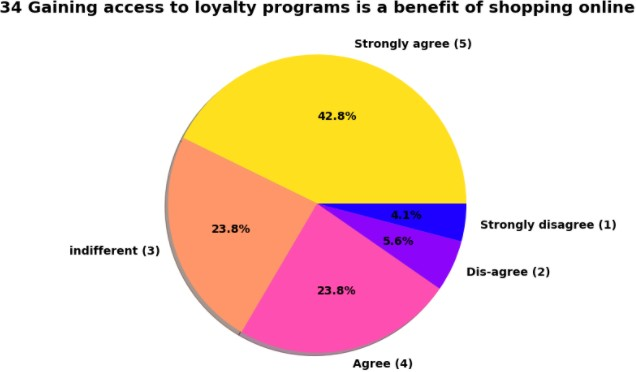 34 Gaining access to loyalty programs is a benefit of shopping online
Strongly agree (5)
42.8%
4.1%
Strongly disagree (1)
23.8%
5.6%
indifferent (3)
Dis-agree (2)
23.8%
Agree (4)